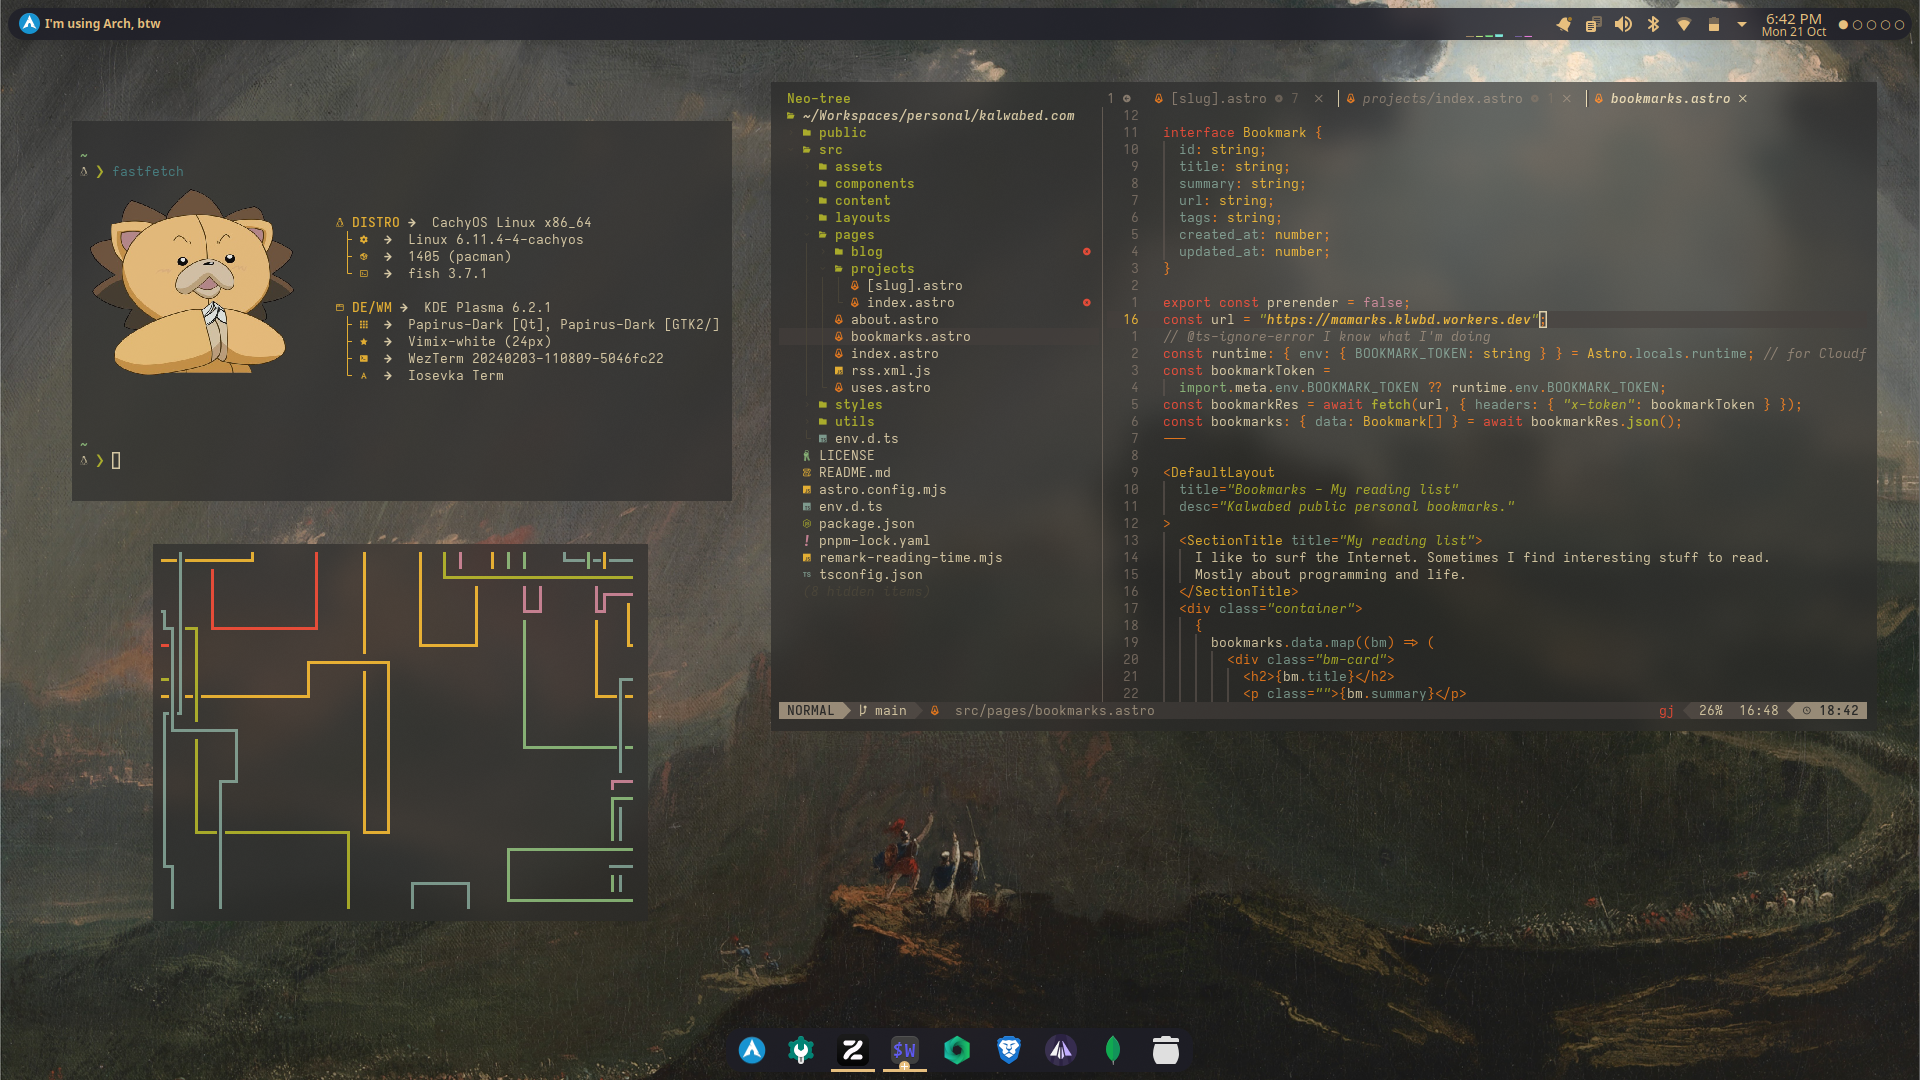 I'm using Arch, btw
6:42 PM
Mon 21 Oct
~
❯ fastfetch
DISTRO → CachyOS Linux x86_64
→ Linux 6.11.4-4-cachyos
→ 1405 (pacman)
→ fish 3.7.1
DE/WM → KDE Plasma 6.2.1
→ Papirus-Dark [Qt], Papirus-Dark [GTK2/]
→ Vimix-white (24px)
→ WezTerm 20240203-110809-5046fc22
A → Iosevka Term
~
❯
Neo-tree
~/Workspaces/personal/kalwabed.com
public
src
assets
components
content
layouts
pages
blog
projects
[slug].astro
index.astro
about.astro
bookmarks.astro
index.astro
rss.xml.js
uses.astro
styles
utils
env.d.ts
LICENSE
README.md
astro.config.mjs
env.d.ts
package.json
pnpm-lock.yaml
remark-reading-time.mjs
tsconfig.json
(8 hidden items)
1 [slug].astro 7 × projects/index.astro 1 × bookmarks.astro ×
12
11 interface Bookmark {
10 id: string;
9 title: string;
8 summary: string;
7 url: string;
6 tags: string;
5 created_at: number;
4 updated_at: number;
3 }
2
1 export const prerender = false;
16 const url = "https://mamarks.klwbd.workers.dev";
1 // @ts-ignore-error I know what I'm doing
2 const runtime: { env: { BOOKMARK_TOKEN: string } } = Astro.locals.runtime; // for Cloudf
3 const bookmarkToken =
4 import.meta.env.BOOKMARK_TOKEN ?? runtime.env.BOOKMARK_TOKEN;
5 const bookmarkRes = await fetch(url, { headers: { "x-token": bookmarkToken } });
6 const bookmarks: { data: Bookmark[] } = await bookmarkRes.json();
7 ---
8
9 <DefaultLayout
10 title="Bookmarks - My reading list"
11 desc="Kalwabed public personal bookmarks."
12 >
13 <SectionTitle title="My reading list">
14 I like to surf the Internet. Sometimes I find interesting stuff to read.
15 Mostly about programming and life.
16 </SectionTitle>
17 <div class="container">
18 {
19 bookmarks.data.map((bm) => (
20 <div class="bm-card">
21 <h2>{bm.title}</h2>
22 <p class="">{bm.summary}</p>
NORMAL main src/pages/bookmarks.astro gj 26% 16:48 18:42
$W